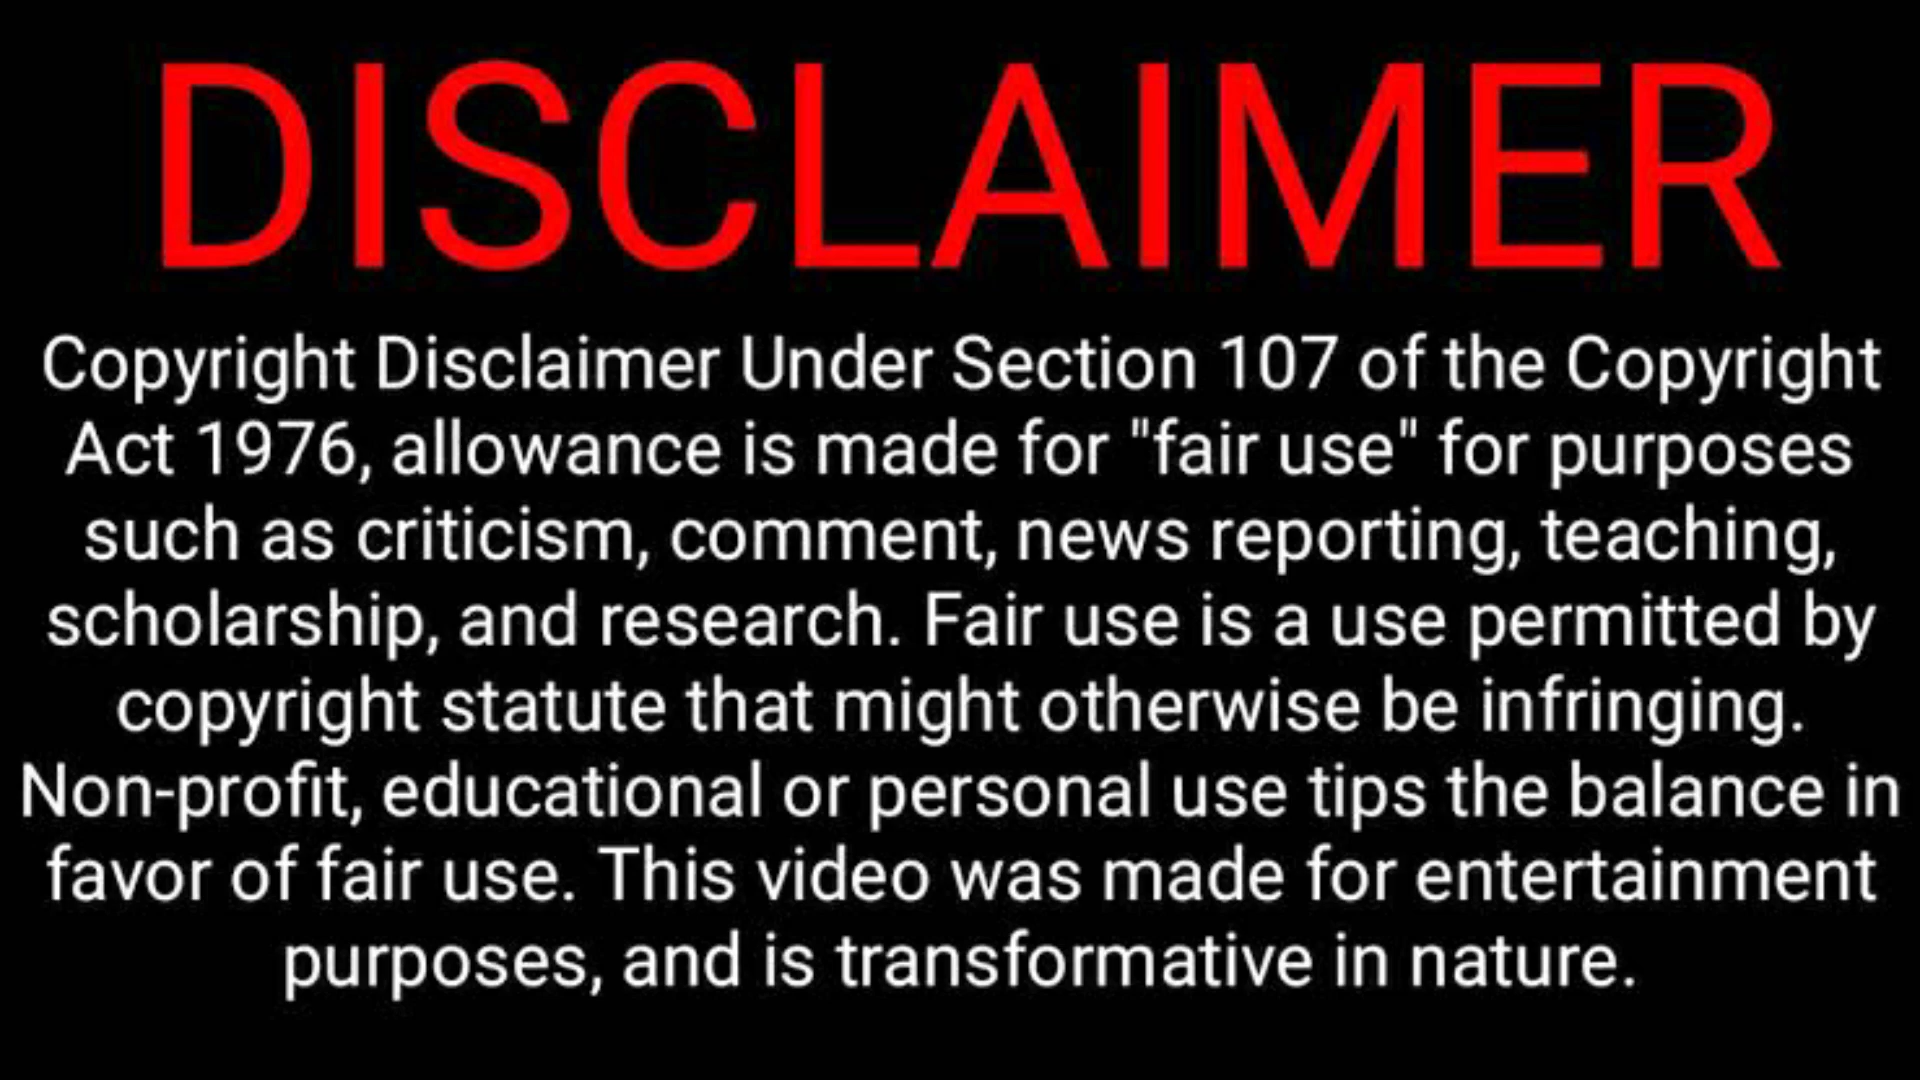 DISCLAIMER
Copyright Disclaimer Under Section 107 of the Copyright
Act 1976, allowance is made for "fair use" for purposes
such as criticism, comment, news reporting, teaching,
scholarship, and research. Fair use is a use permitted by
copyright statute that might otherwise be infringing.
Non-profit, educational or personal use tips the balance in
favor of fair use. This video was made for entertainment
purposes, and is transformative in nature.